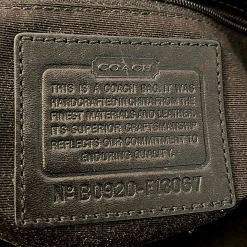 COACH
THIS IS A COACH BAG. IT WAS
HANDCRAFTED IN CHINA FROM THE
FINEST MATERIALS AND LEATHER.
ITS SUPERIOR CRAFTSMANSHIP
REFLECTS OUR COMMITMENT TO
ENDURING QUALITY.
Nº B0920-F13067